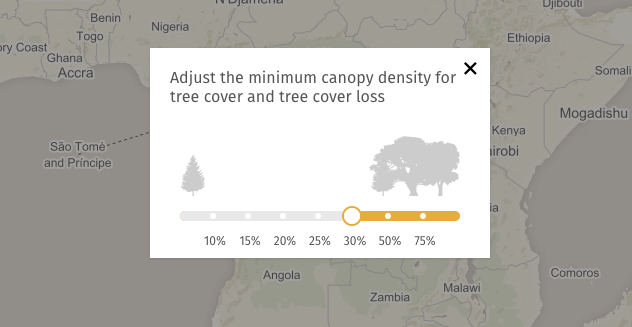 N'Djamena
Djibouti
Benin
Nigeria
Togo
Ethiopia
ory Coast
Ghana
Accra
Adjust the minimum canopy density for
tree cover and tree cover loss
Somali
Mogadishu
Kenya
irobi
São Tomé
and Príncipe
ia
10% 15% 20% 25% 30% 50% 75%
Angola
Comoros
Malawi
Zambia